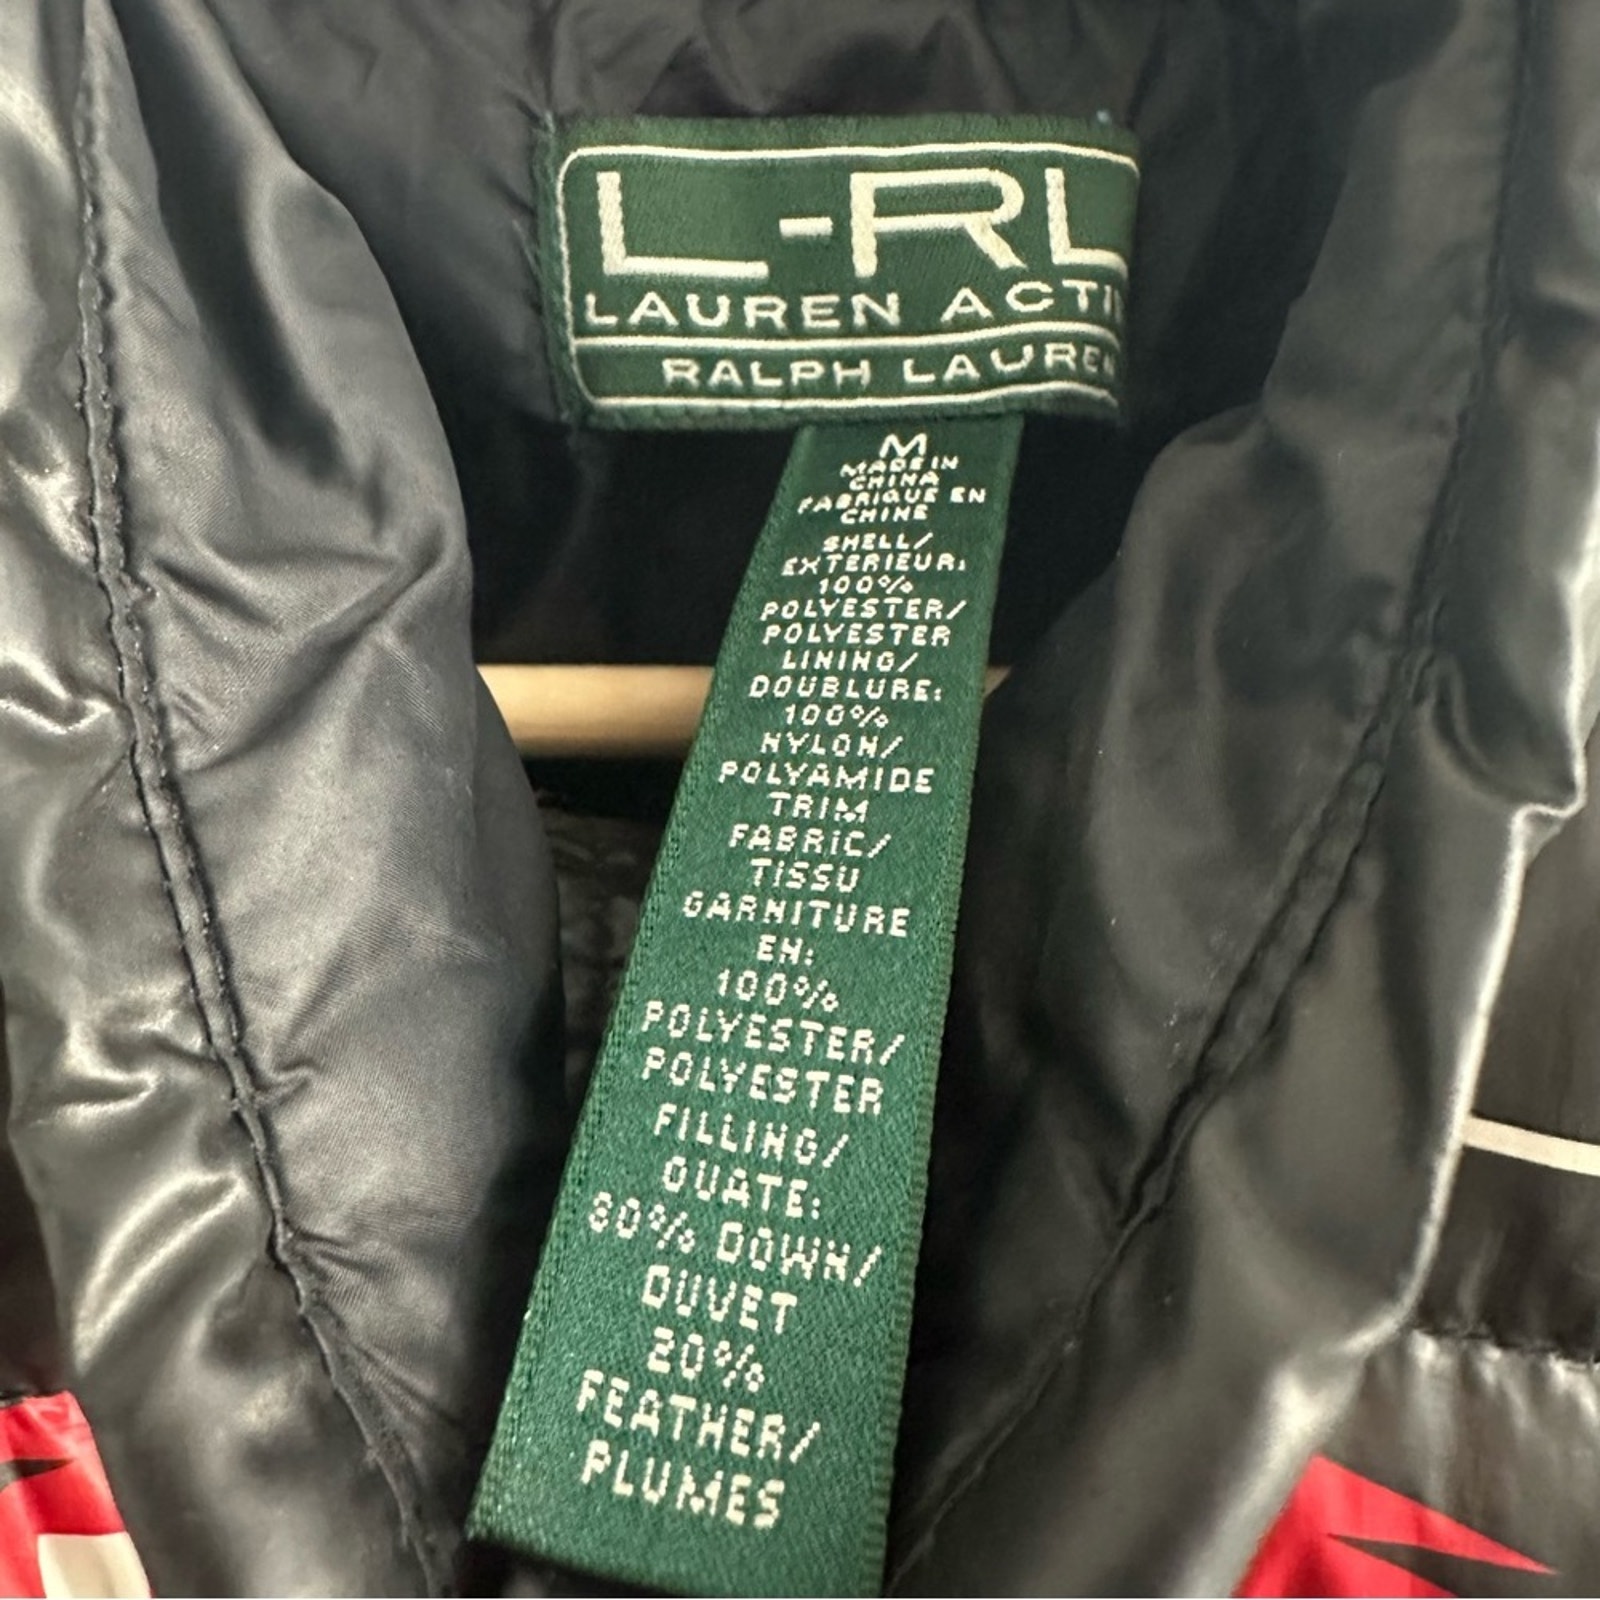 L-RL
LAUREN ACTI
RALPH LAUREN
M
MADE IN
CHINA
FABRIQUE EN
CHINE
SHELL/
EXTERIEUR:
100%
POLYESTER/
POLYESTER
LINING/
DOUBLURE:
100%
NYLON/
POLYAMIDE
TRIM
FABRIC/
TISSU
GARNITURE
EN:
100%
POLYESTER/
POLYESTER
FILLING/
OUATE:
80% DOWN/
DUVET
20%
FEATHER/
PLUMES